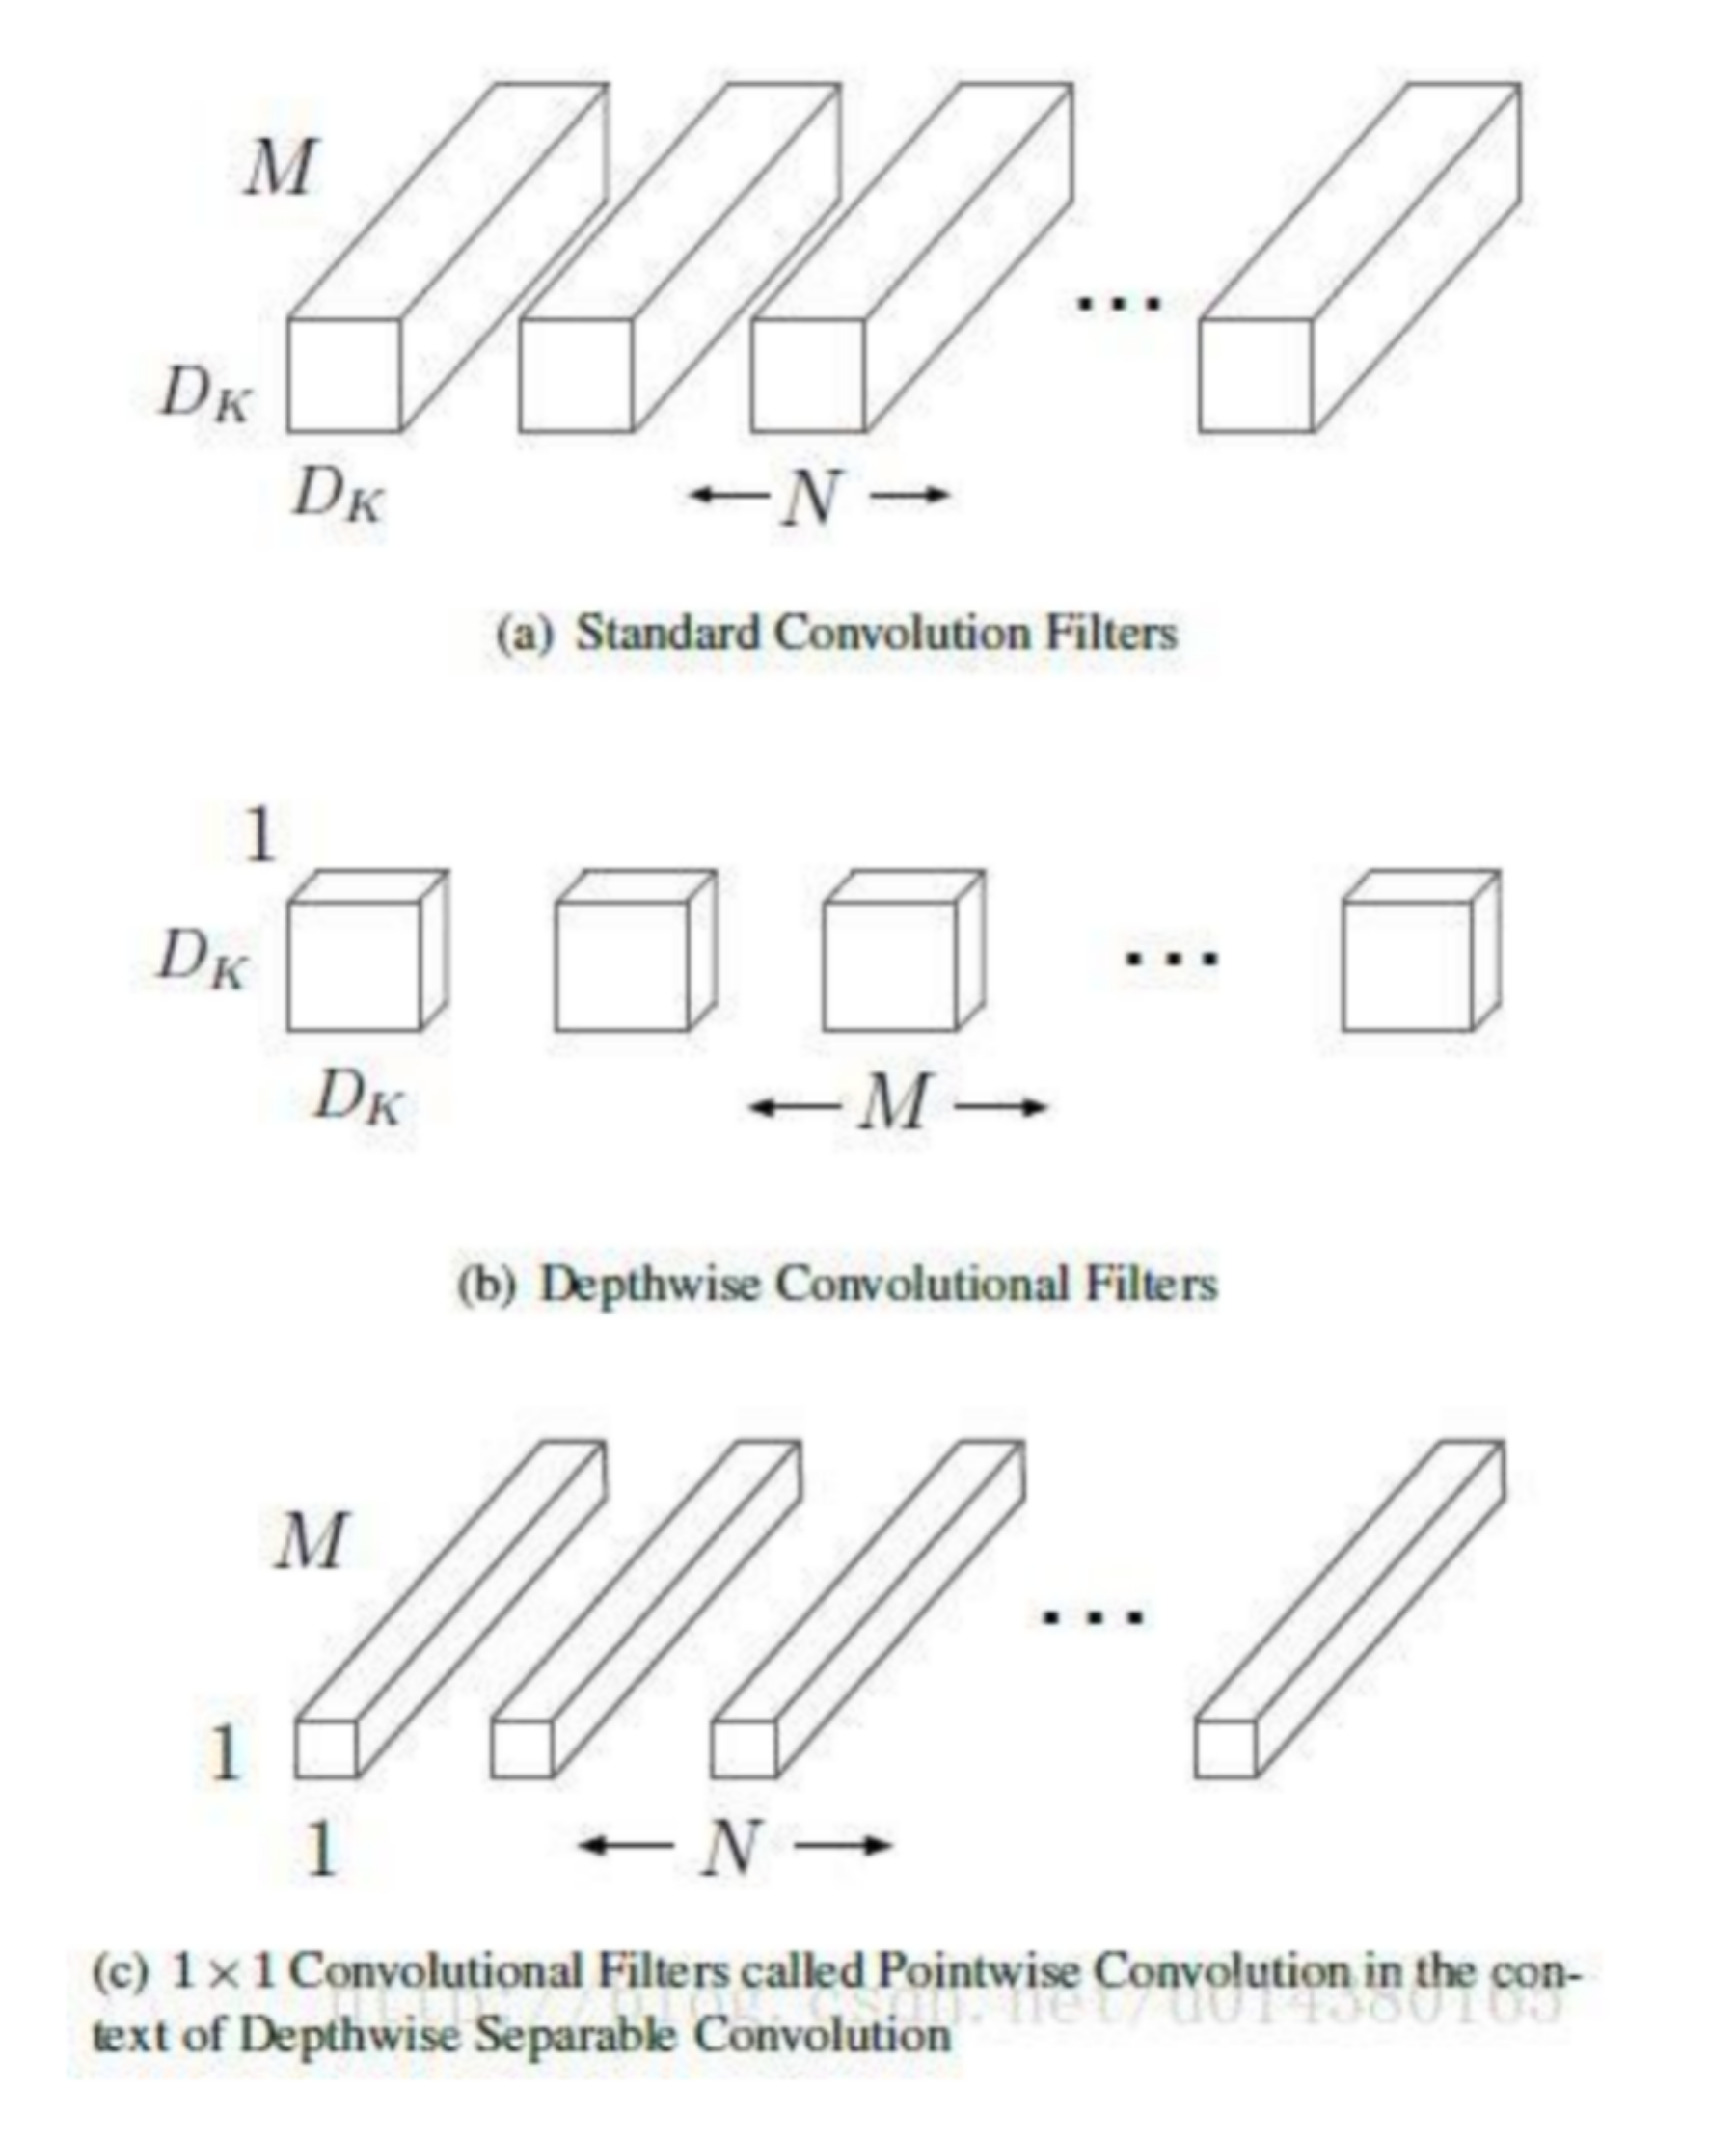 M
D_K
D_K
N
...
(a) Standard Convolution Filters
1
D_K
D_K
M
...
(b) Depthwise Convolutional Filters
M
1
1
N
...
(c) 1 × 1 Convolutional Filters called Pointwise Convolution in the con-
text of Depthwise Separable Convolution